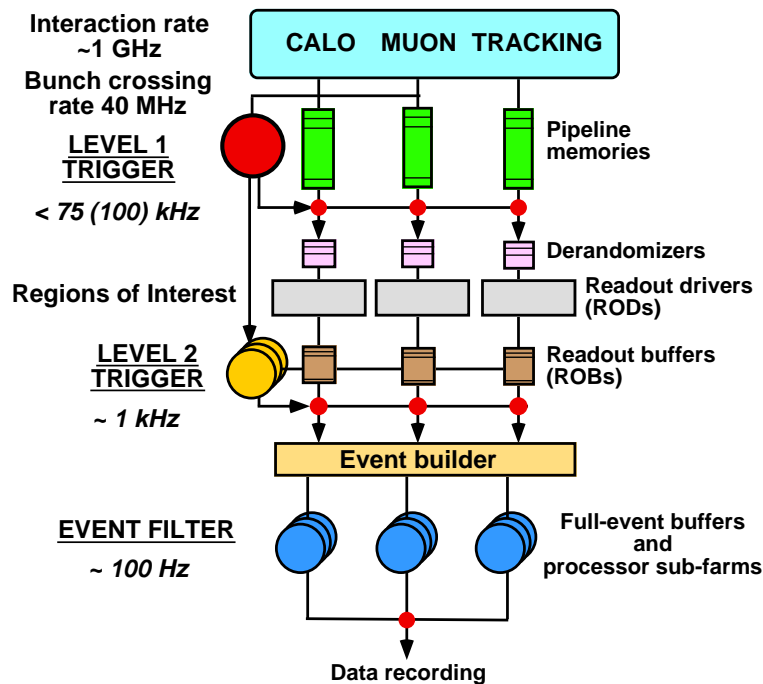 Interaction rate
~1 GHz
CALO MUON TRACKING
Bunch crossing
rate 40 MHz
LEVEL 1
TRIGGER
< 75 (100) kHz
Pipeline
memories
Derandomizers
Regions of Interest
Readout drivers
(RODs)
LEVEL 2
TRIGGER
~ 1 kHz
Readout buffers
(ROBs)
Event builder
EVENT FILTER
~ 100 Hz
Full-event buffers
and
processor sub-farms
Data recording